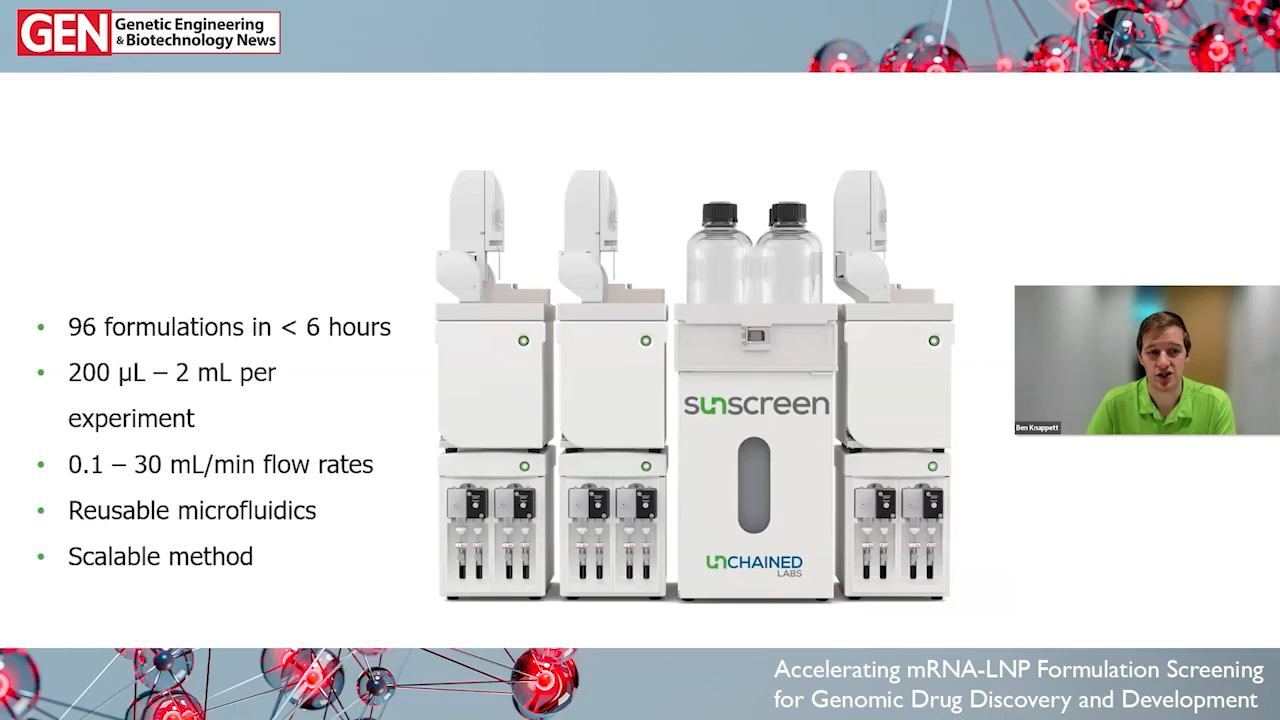 GEN
Genetic Engineering
& Biotechnology News
• 96 formulations in < 6 hours
• 200 µL – 2 mL per
experiment
• 0.1 – 30 mL/min flow rates
• Reusable microfluidics
• Scalable method
sunscreen
UNCHAINED
LABS
Ben Knappett
Accelerating mRNA-LNP Formulation Screening
for Genomic Drug Discovery and Development